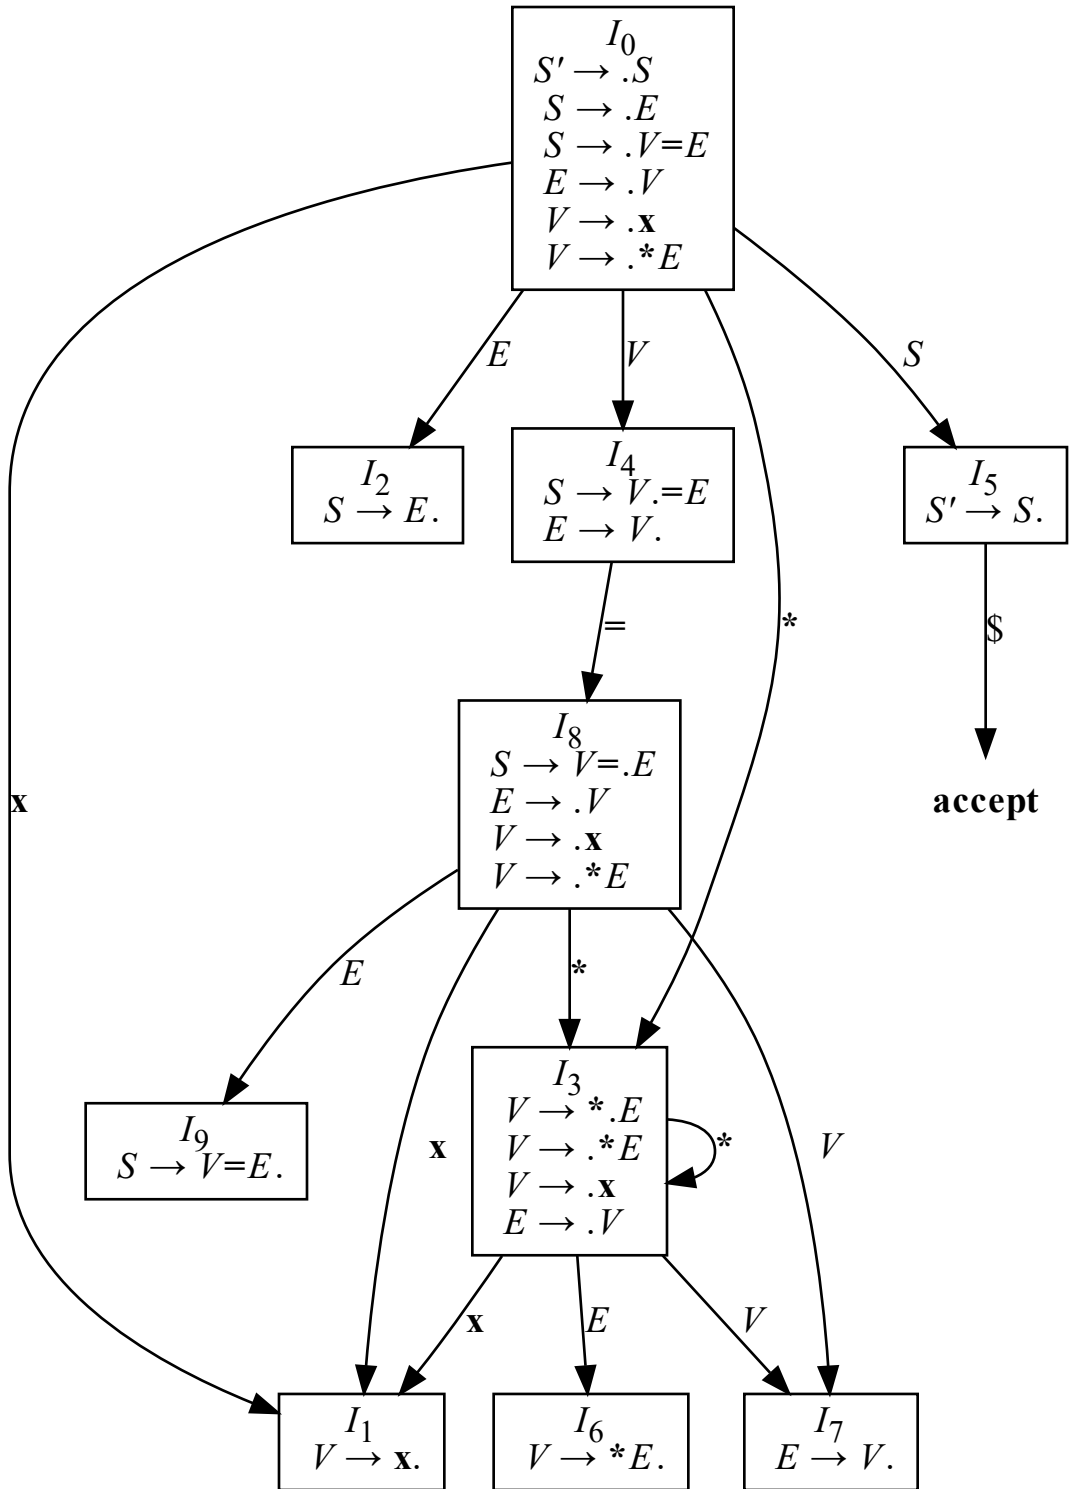 I0
S′ → .S
S → .E
S → .V=E
E → .V
V → .x
V → .*E
E
V
S
I2
S → E.
I4
S → V.=E
E → V.
I5
S′ → S.
=
*
$
I8
S → V=.E
E → .V
V → .x
V → .*E
x
accept
E
*
I9
S → V=E.
x
I3
V → *.E
V → .*E
V → .x
E → .V
*
V
x
E
V
I1
V → x.
I6
V → *E.
I7
E → V.